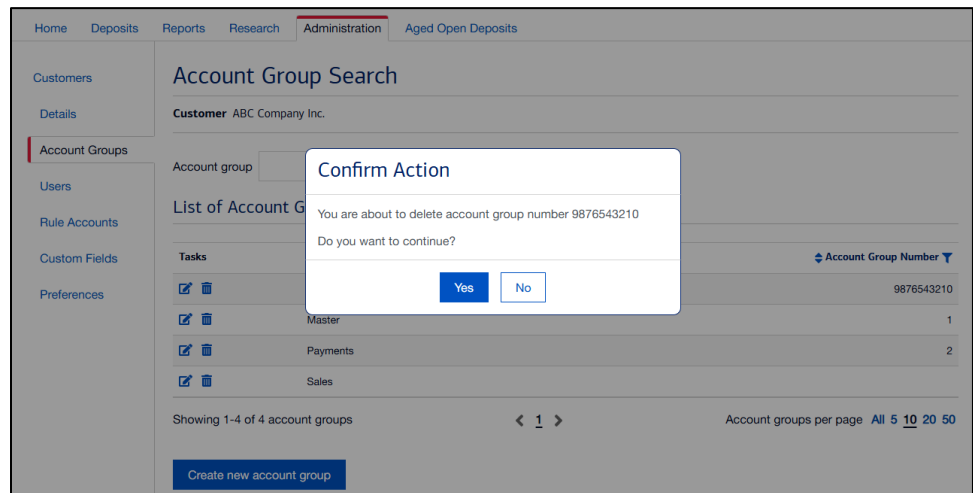 Home Deposits Reports Research Administration Aged Open Deposits
Customers
Details
Account Groups
Users
Rule Accounts
Custom Fields
Preferences
Account Group Search
Customer ABC Company Inc.
Account group
List of Account G
Confirm Action
You are about to delete account group number 9876543210
Do you want to continue?
Yes No
Tasks Account Group Number
9876543210
Master 1
Payments 2
Sales
Showing 1-4 of 4 account groups < 1 > Account groups per page All 5 10 20 50
Create new account group